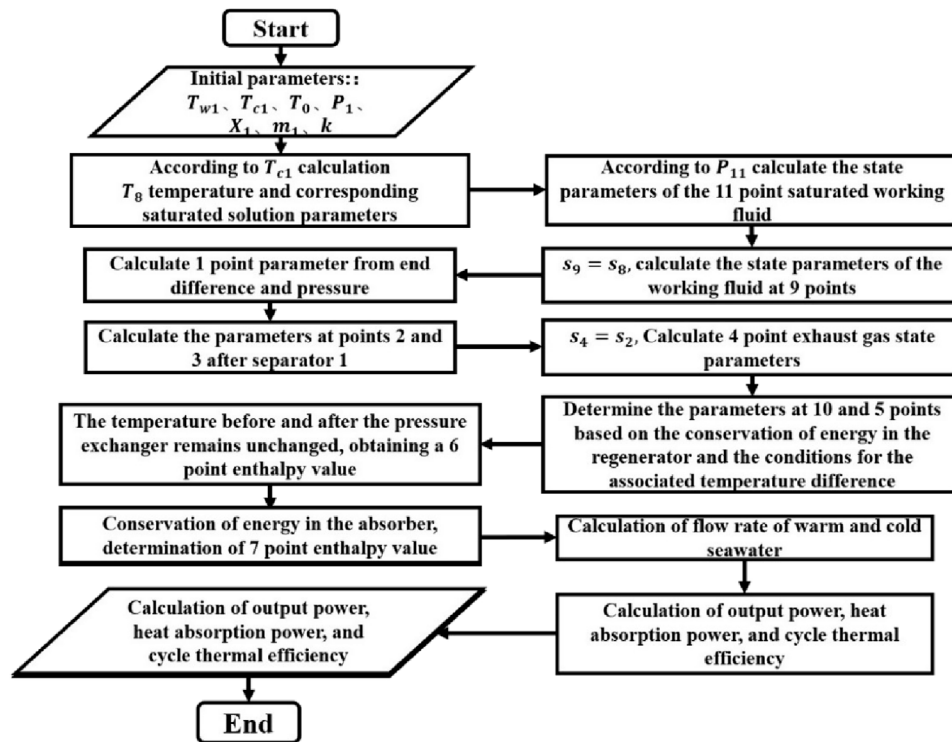 Start
Initial parameters::
T_{w1}、T_{c1}、T_0、P_1、
X_1、m_1、k
According to T_{c1} calculation
T_8 temperature and corresponding
saturated solution parameters
According to P_{11} calculate the state
parameters of the 11 point saturated working
fluid
s_9 = s_8, calculate the state parameters of the
working fluid at 9 points
Calculate 1 point parameter from end
difference and pressure
Calculate the parameters at points 2 and
3 after separator 1
s_4 = s_2, Calculate 4 point exhaust gas state
parameters
Determine the parameters at 10 and 5 points
based on the conservation of energy in the
regenerator and the conditions for the
associated temperature difference
The temperature before and after the pressure
exchanger remains unchanged, obtaining a 6
point enthalpy value
Conservation of energy in the absorber,
determination of 7 point enthalpy value
Calculation of flow rate of warm and cold
seawater
Calculation of output power, heat
absorption power, and cycle thermal
efficiency
Calculation of output power,
heat absorption power, and
cycle thermal efficiency
End